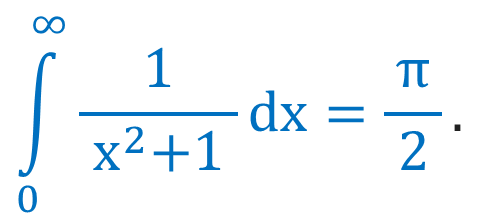 ∫₀^∞ 1/(x²+1) dx = π/2.